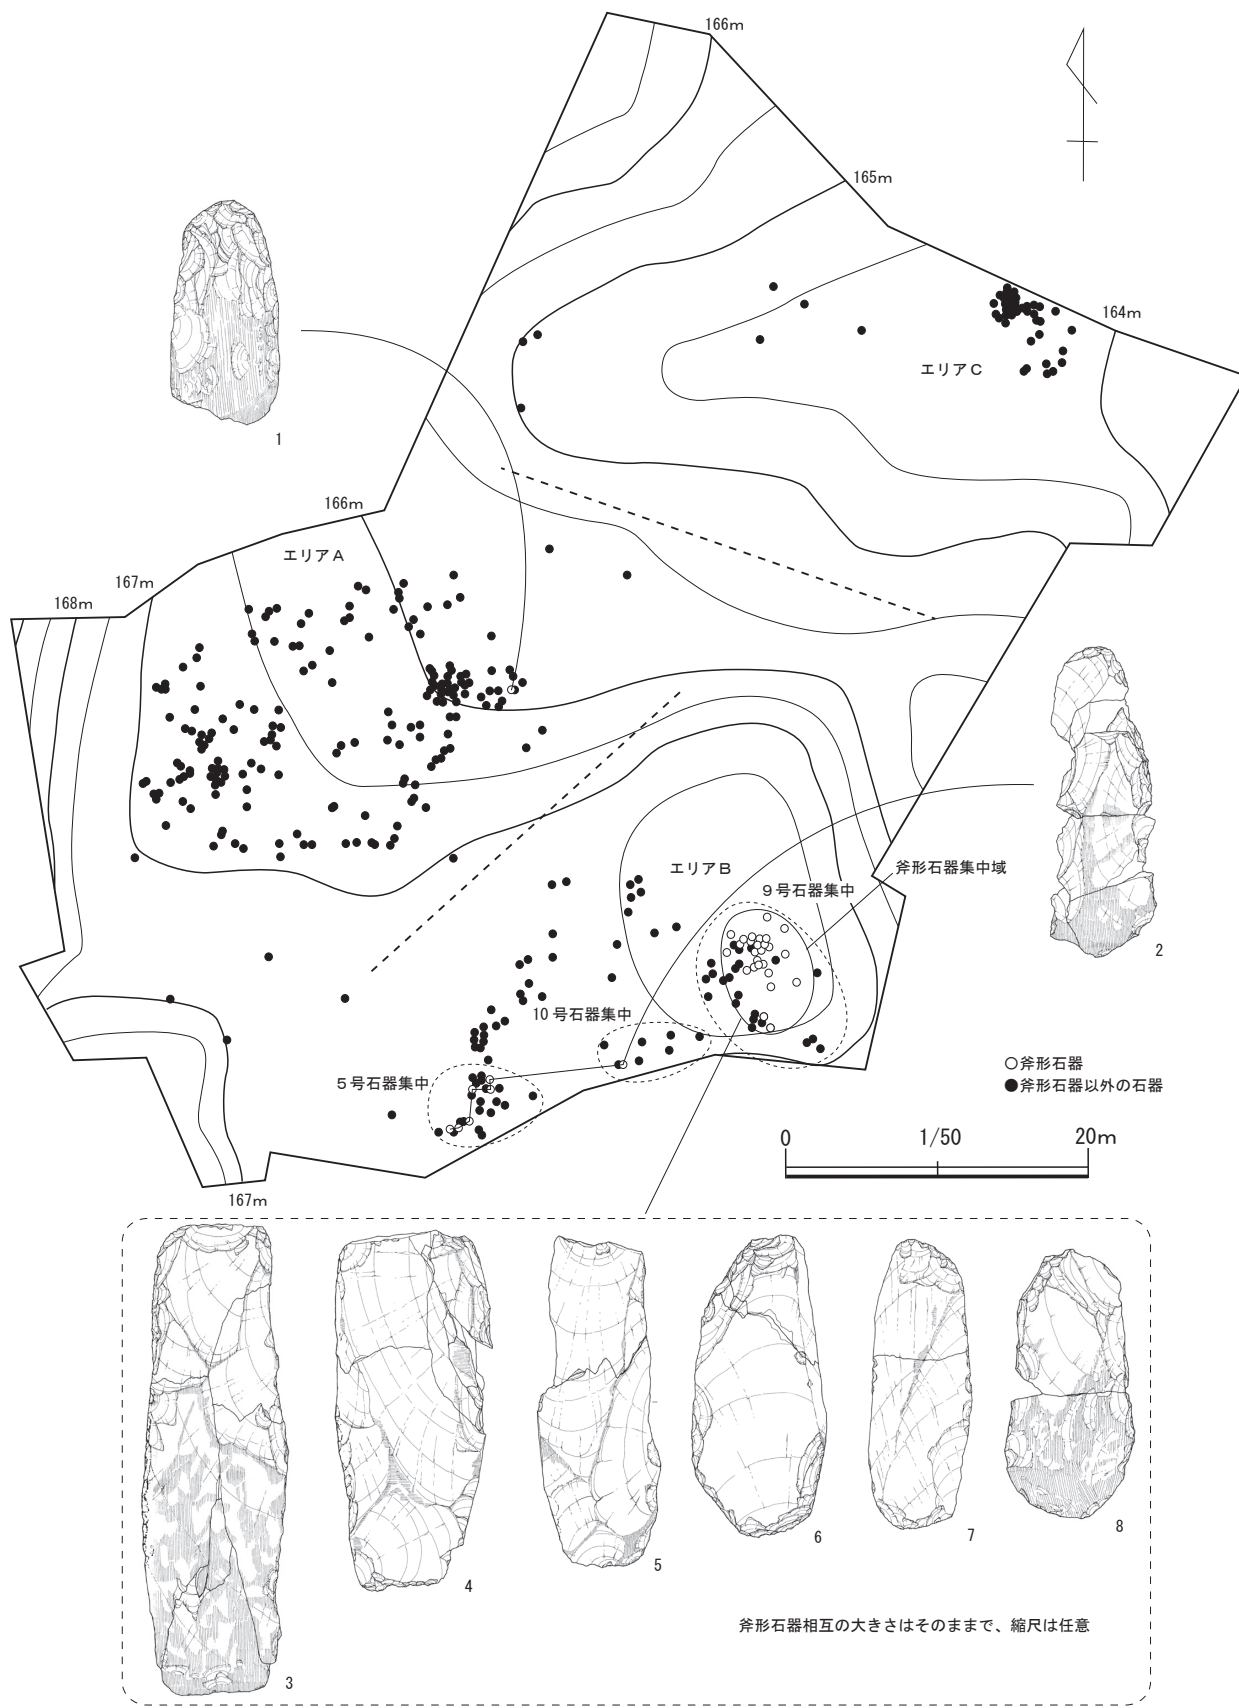 166m
165m
164m
エリアC
1
166m
エリアA
167m
168m
2
エリアB
斧形石器集中域
9号石器集中
10号石器集中
5号石器集中
○斧形石器
●斧形石器以外の石器
0 1/50 20m
167m
3
4
5
6
7
8
斧形石器相互の大きさはそのままで、縮尺は任意